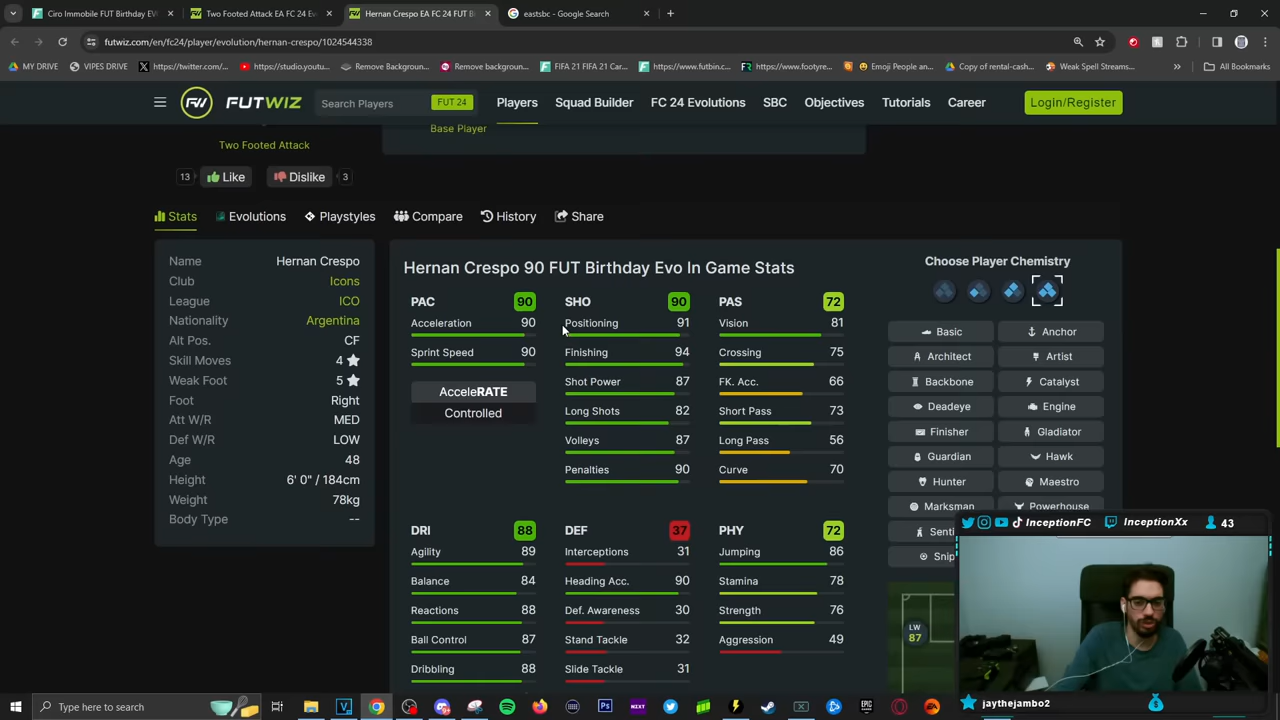 Ciro Immobile FUT Birthday EV
Two Footed Attack EA FC 24 EV
Hernan Crespo EA FC 24 FUT B
eastsbc - Google Search
futwiz.com/en/fc24/player/evolution/hernan-crespo/1024544338
MY DRIVE
VIPES DRIVE
https://twitter.com/...
https://studio.youtu...
Remove Backgroun...
Remove backgroun...
FIFA 21 FIFA 21 Car...
https://www.futbin.c...
https://www.footyre...
Emoji People an...
Copy of rental-cash...
Weak Spell Streams...
All Bookmarks
FUTWIZ
Search Players
FUT 24
Players
Squad Builder
FC 24 Evolutions
SBC
Objectives
Tutorials
Career
Login/Register
Base Player
Two Footed Attack
13
Like
Dislike
3
Stats
Evolutions
Playstyles
Compare
History
Share
Name Hernan Crespo
Club Icons
League ICO
Nationality Argentina
Alt Pos. CF
Skill Moves 4
Weak Foot 5
Foot Right
Att W/R MED
Def W/R LOW
Age 48
Height 6' 0" / 184cm
Weight 78kg
Body Type --
Hernan Crespo 90 FUT Birthday Evo In Game Stats
PAC 90
Acceleration 90
Sprint Speed 90
AcceleRATE
Controlled
SHO 90
Positioning 91
Finishing 94
Shot Power 87
Long Shots 82
Volleys 87
Penalties 90
PAS 72
Vision 81
Crossing 75
FK. Acc. 66
Short Pass 73
Long Pass 56
Curve 70
DRI 88
Agility 89
Balance 84
Reactions 88
Ball Control 87
Dribbling 88
DEF 37
Interceptions 31
Heading Acc. 90
Def. Awareness 30
Stand Tackle 32
Slide Tackle 31
PHY 72
Jumping 86
Stamina 78
Strength 76
Aggression 49
Choose Player Chemistry
Basic
Anchor
Architect
Artist
Backbone
Catalyst
Deadeye
Engine
Finisher
Gladiator
Guardian
Hawk
Hunter
Maestro
Marksman
Powerhouse
Senti
Snip
LW
87
InceptionFC
InceptionXx
43
jaythejambo2
Type here to search